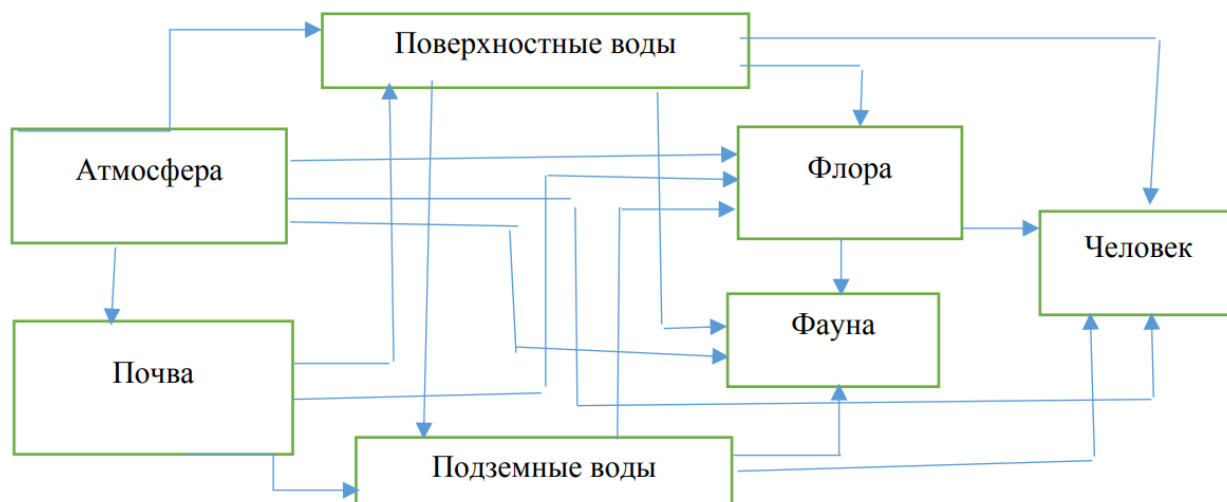 Поверхностные воды
Атмосфера
Флора
Человек
Фауна
Почва
Подземные воды